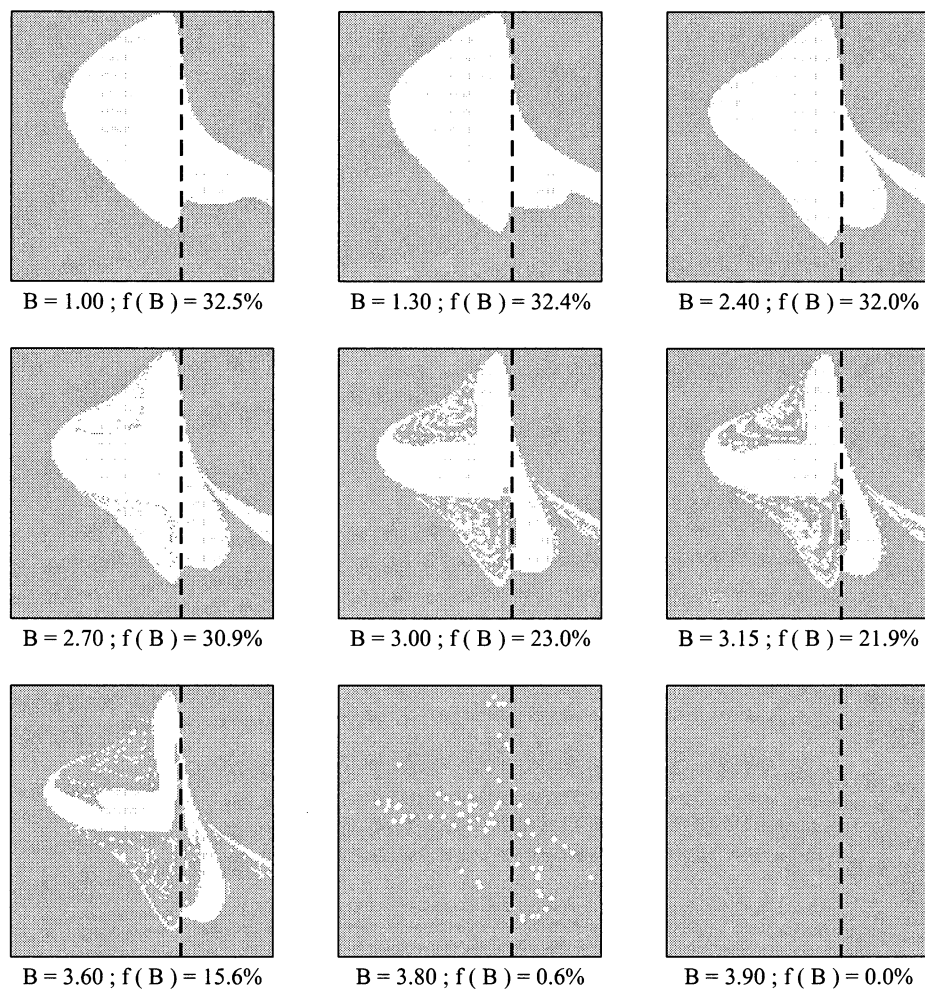 B = 1.00 ; f ( B ) = 32.5%
B = 1.30 ; f ( B ) = 32.4%
B = 2.40 ; f ( B ) = 32.0%
B = 2.70 ; f ( B ) = 30.9%
B = 3.00 ; f ( B ) = 23.0%
B = 3.15 ; f ( B ) = 21.9%
B = 3.60 ; f ( B ) = 15.6%
B = 3.80 ; f ( B ) = 0.6%
B = 3.90 ; f ( B ) = 0.0%